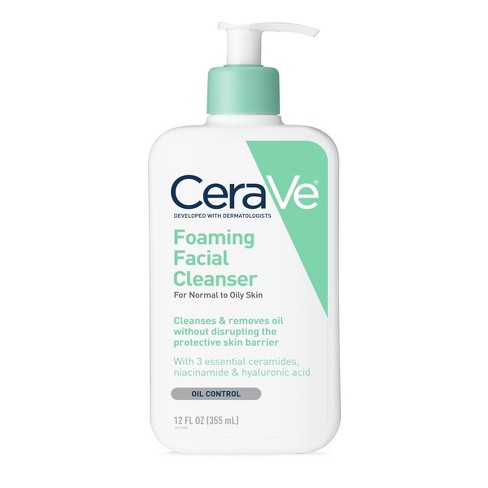 CeraVe®
DEVELOPED WITH DERMATOLOGISTS
Foaming
Facial
Cleanser
For Normal to Oily Skin
Cleanses & removes oil
without disrupting the
protective skin barrier
With 3 essential ceramides,
niacinamide & hyaluronic acid
OIL CONTROL
12 FL OZ (355 mL)